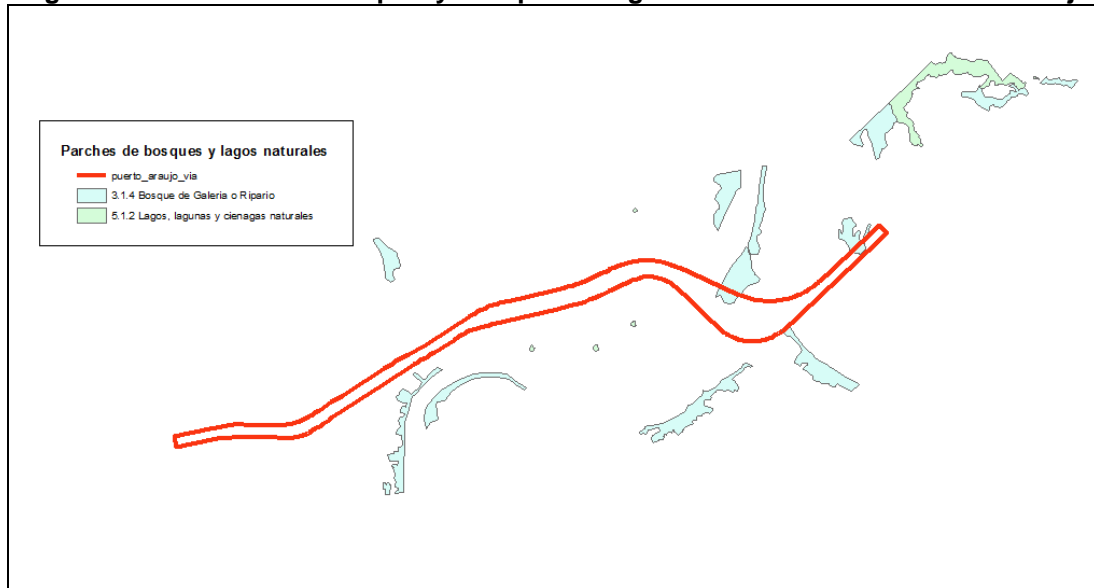 Parches de bosques y lagos naturales
puerto_araujo_via
3.1.4 Bosque de Galeria o Ripario
5.1.2 Lagos, lagunas y cienagas naturales